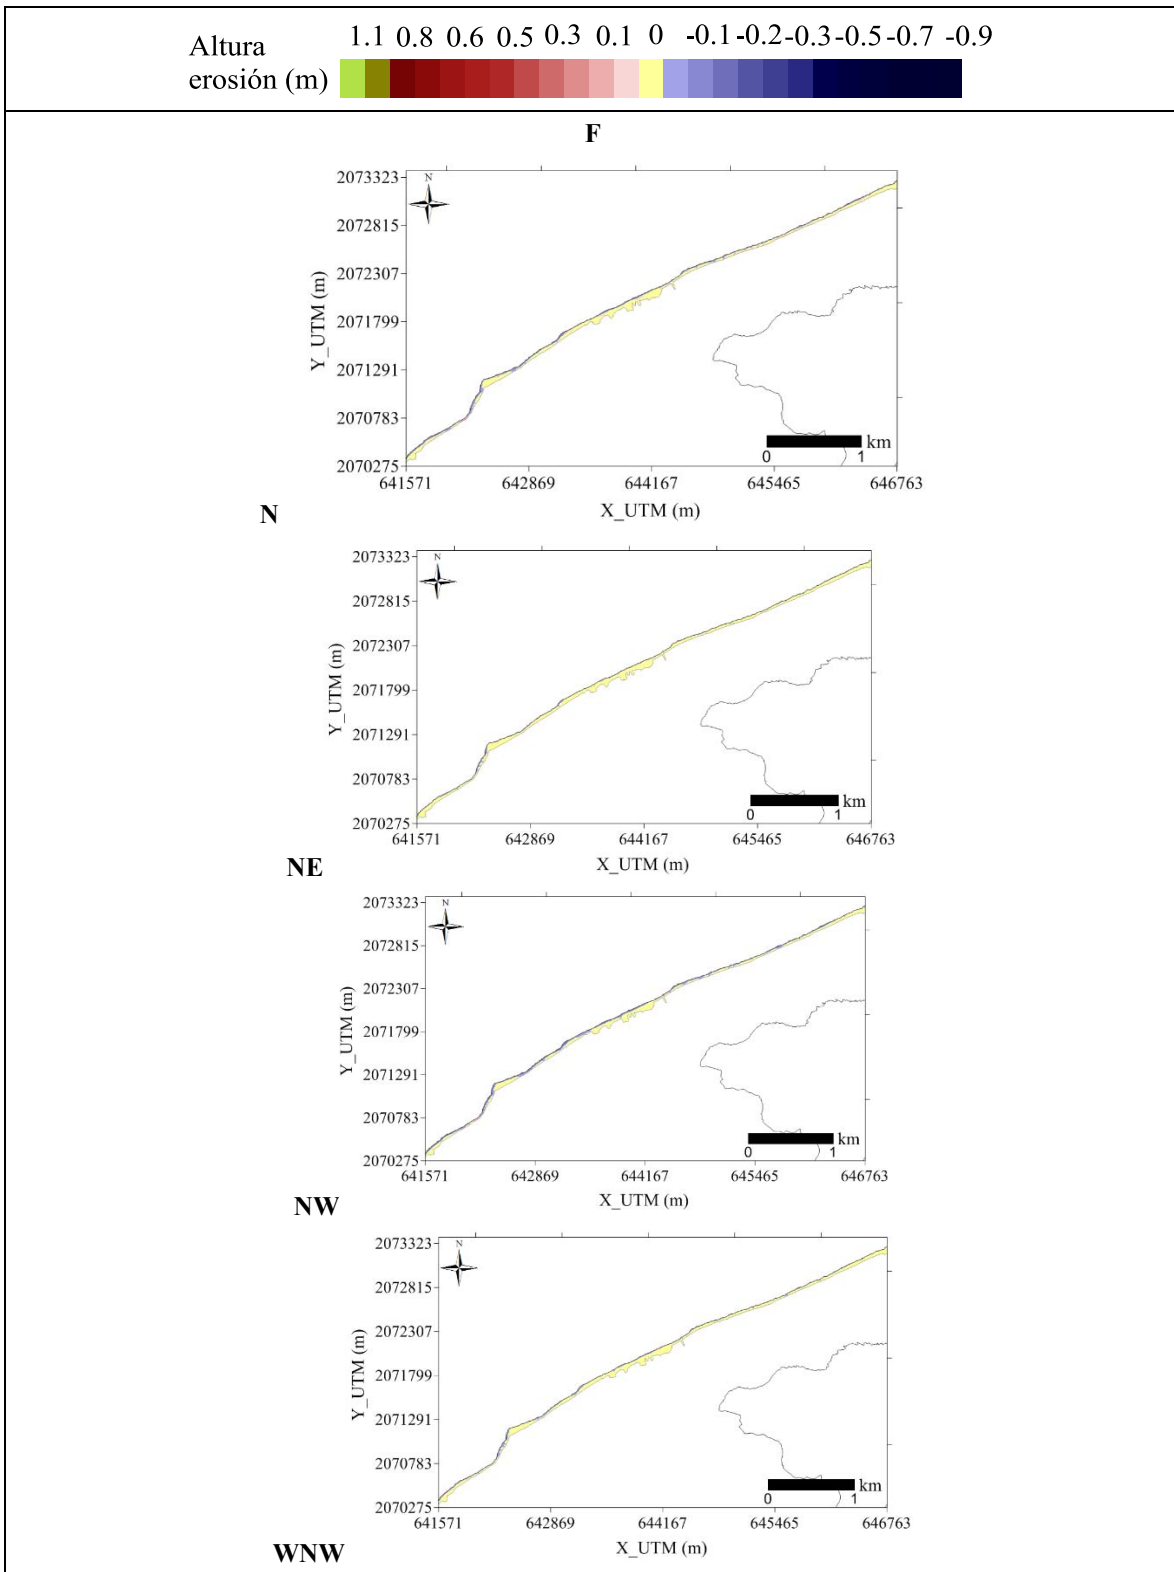 Altura
erosión (m)
1.1 0.8 0.6 0.5 0.3 0.1 0 -0.1 -0.2 -0.3 -0.5 -0.7 -0.9
F
N
2073323
2072815
2072307
2071799
2071291
2070783
2070275
Y_UTM (m)
km
0 1
641571 642869 644167 645465 646763
X_UTM (m)
N
N
2073323
2072815
2072307
2071799
2071291
2070783
2070275
Y_UTM (m)
km
0 1
641571 642869 644167 645465 646763
X_UTM (m)
NE
N
2073323
2072815
2072307
2071799
2071291
2070783
2070275
Y_UTM (m)
km
0 1
641571 642869 644167 645465 646763
X_UTM (m)
NW
N
2073323
2072815
2072307
2071799
2071291
2070783
2070275
Y_UTM (m)
km
0 1
641571 642869 644167 645465 646763
X_UTM (m)
WNW